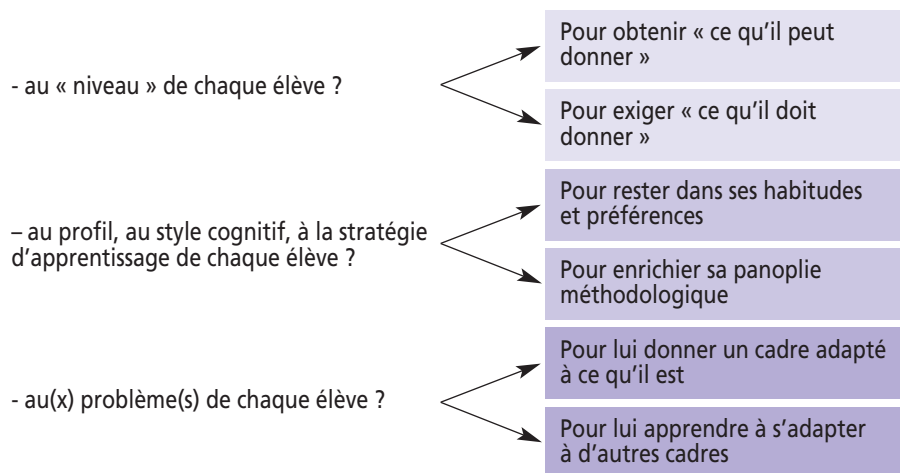 - au « niveau » de chaque élève ?
Pour obtenir « ce qu'il peut
donner »
Pour exiger « ce qu'il doit
donner »
– au profil, au style cognitif, à la stratégie
d'apprentissage de chaque élève ?
Pour rester dans ses habitudes
et préférences
Pour enrichier sa panoplie
méthodologique
- au(x) problème(s) de chaque élève ?
Pour lui donner un cadre adapté
à ce qu'il est
Pour lui apprendre à s'adapter
à d'autres cadres